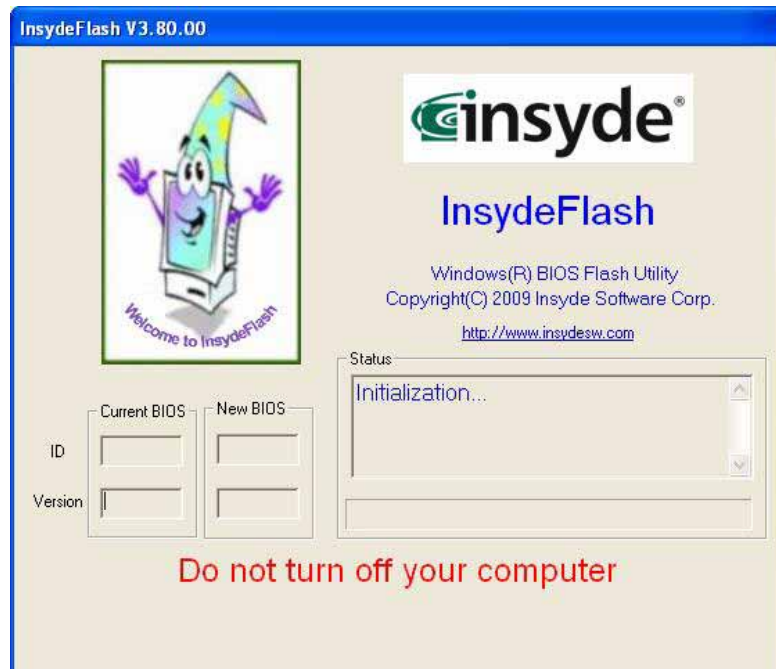 InsydeFlash V3.80.00
insyde®
Welcome to InsydeFlash
InsydeFlash
Windows(R) BIOS Flash Utility
Copyright(C) 2009 Insyde Software Corp.
http://www.insydesw.com
Status
Initialization...
Current BIOS
New BIOS
ID
Version
Do not turn off your computer